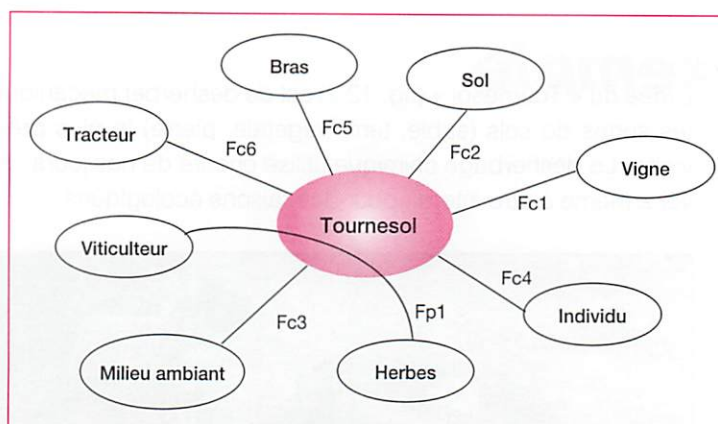 Bras
Sol
Tracteur
Fc5
Fc6
Fc2
Vigne
Fc1
Tournesol
Viticulteur
Fc4
Fc3
Fp1
Individu
Milieu ambiant
Herbes